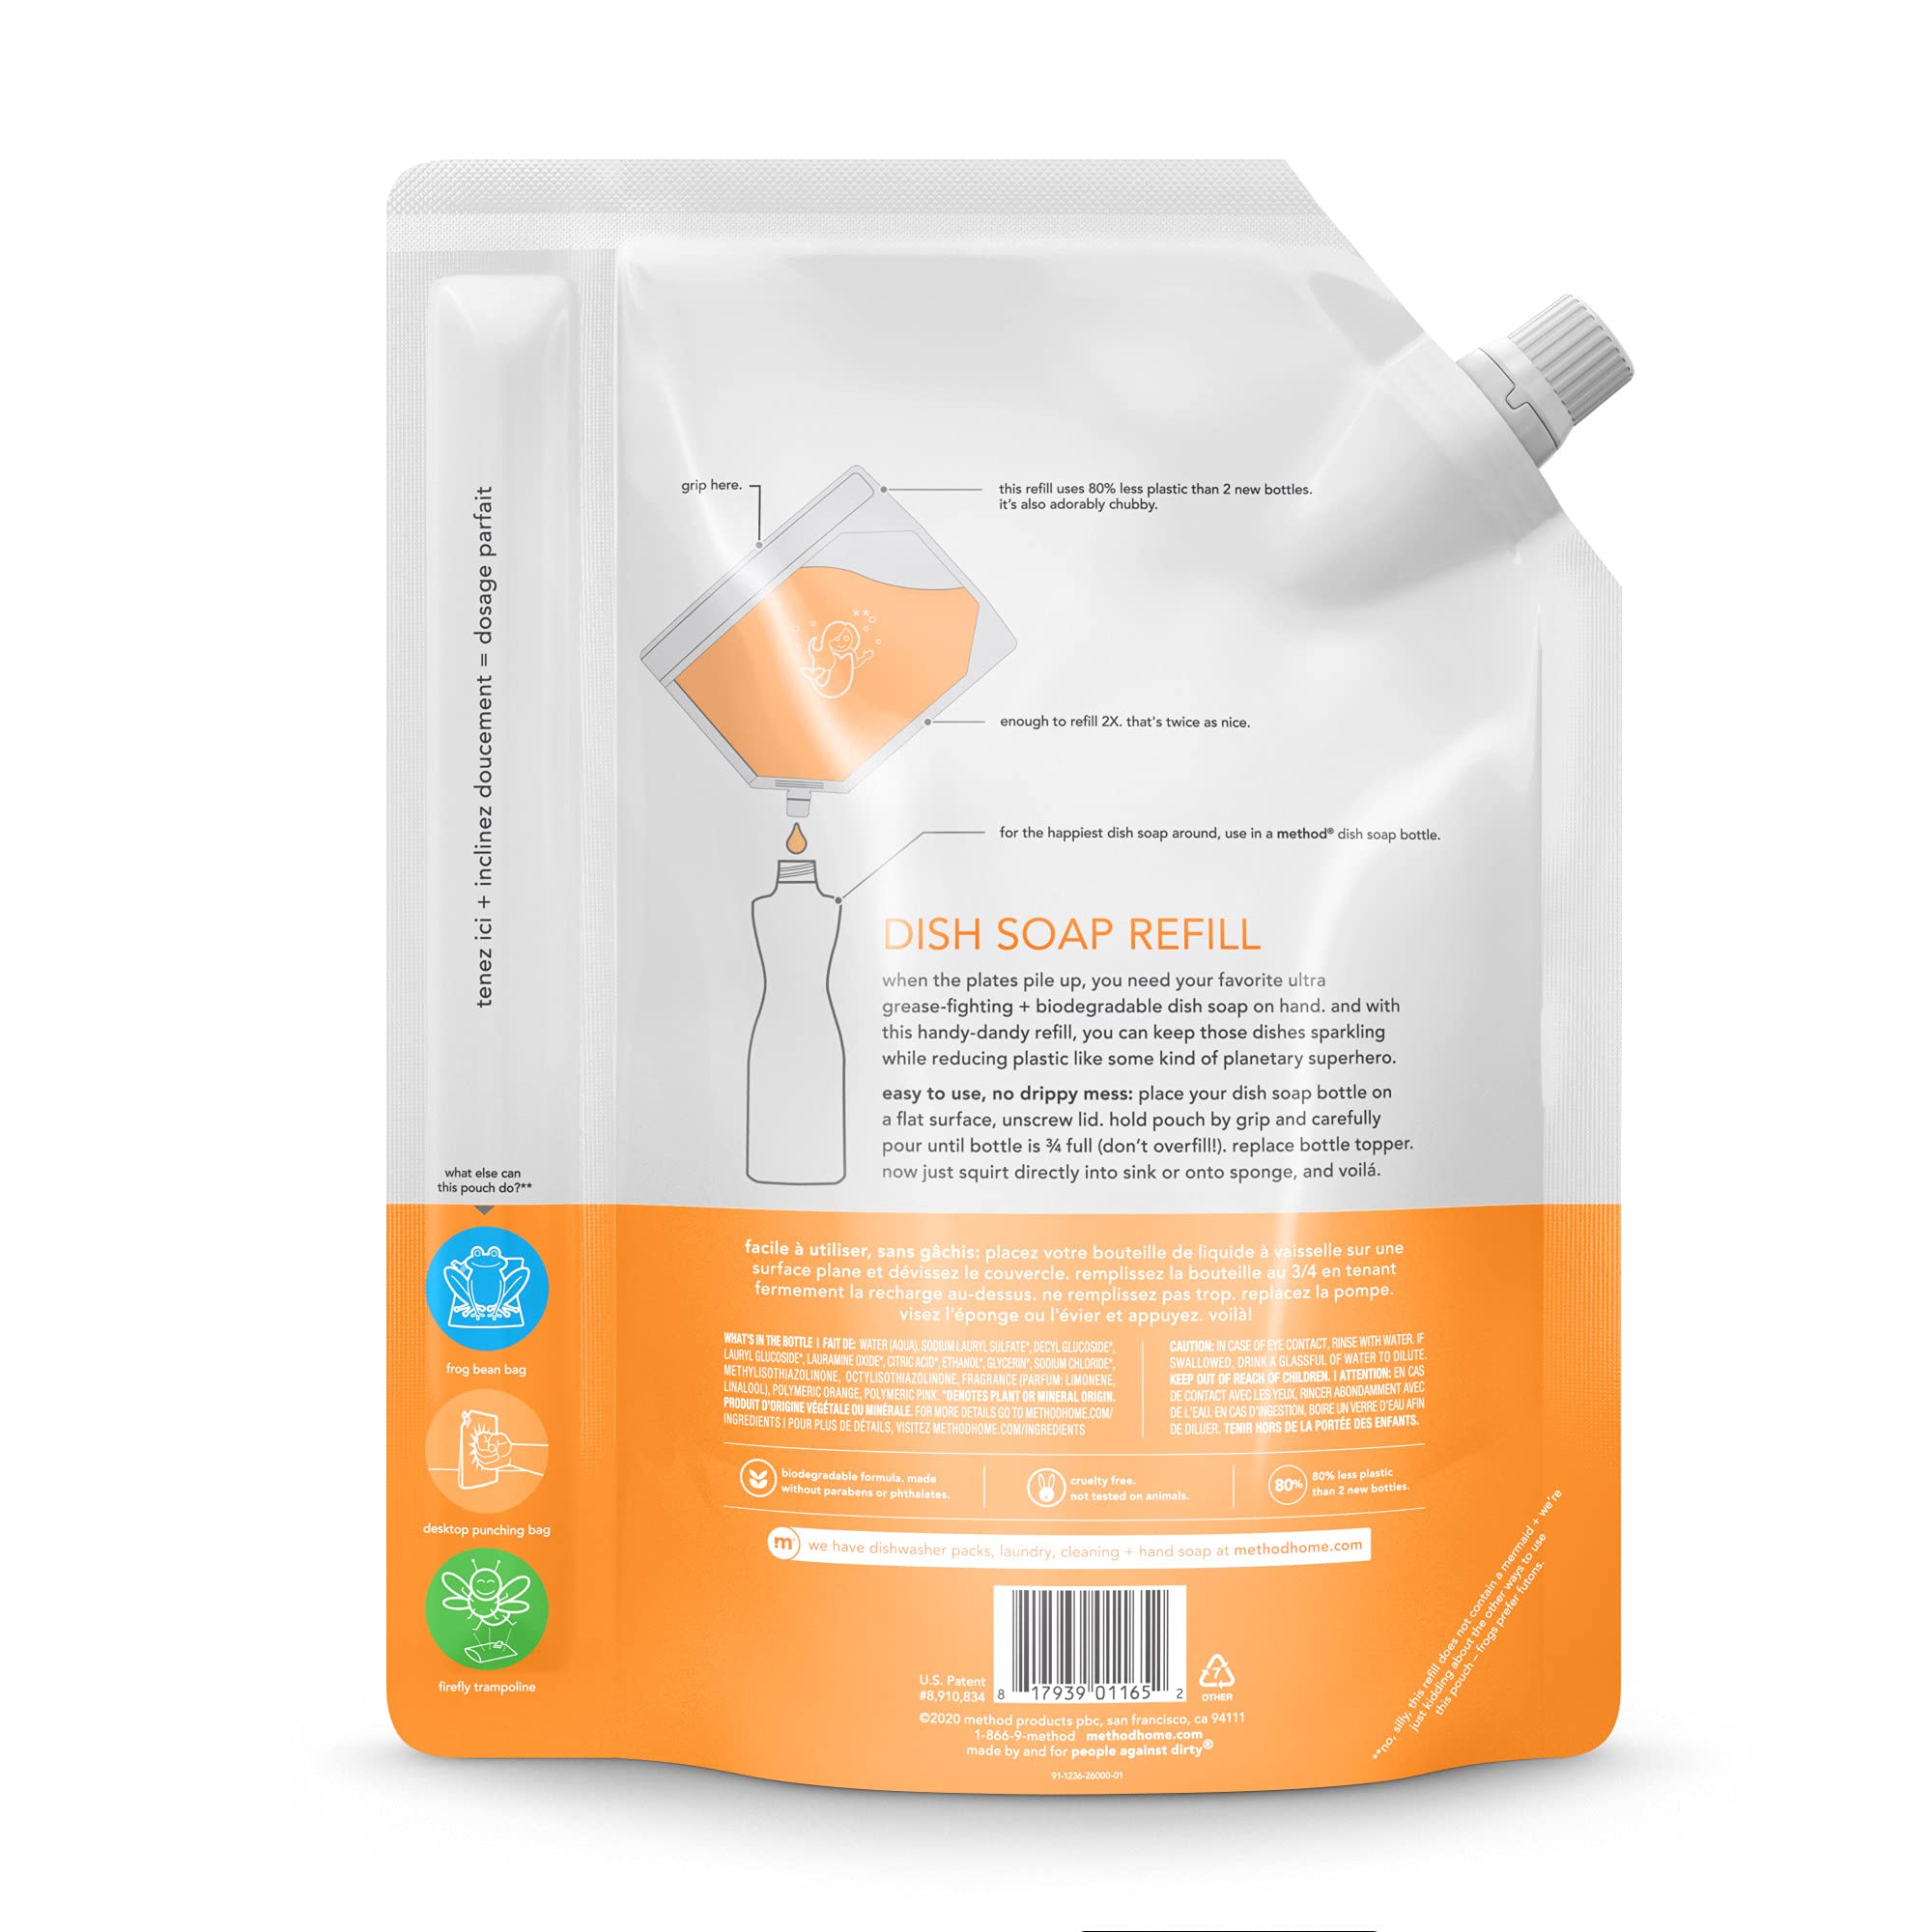 grip here.
this refill uses 80% less plastic than 2 new bottles.
it's also adorably chubby.
**
enough to refill 2X. that's twice as nice.
for the happiest dish soap around, use in a method® dish soap bottle.
tenez ici + inclinez doucement = dosage parfait
DISH SOAP REFILL
when the plates pile up, you need your favorite ultra
grease-fighting + biodegradable dish soap on hand. and with
this handy-dandy refill, you can keep those dishes sparkling
while reducing plastic like some kind of planetary superhero.
easy to use, no drippy mess: place your dish soap bottle on
a flat surface, unscrew lid. hold pouch by grip and carefully
pour until bottle is ¾ full (don't overfill!). replace bottle topper.
now just squirt directly into sink or onto sponge, and voilá.
what else can
this pouch do?**
frog bean bag
desktop punching bag
firefly trampoline
facile à utiliser, sans gâchis: placez votre bouteille de liquide à vaisselle sur une
surface plane et dévissez le couvercle. remplissez la bouteille au 3/4 en tenant
fermement la recharge au-dessus. ne remplissez pas trop. replacez la pompe.
visez l'éponge ou l'évier et appuyez. voilà!
WHAT'S IN THE BOTTLE | FAIT DE: WATER (AQUA), SODIUM LAURYL SULFATE*, DECYL GLUCOSIDE*,
LAURYL GLUCOSIDE*, LAURAMINE OXIDE*, CITRIC ACID*, ETHANOL*, GLYCERIN*, SODIUM CHLORIDE*,
METHYLISOTHIAZOLINONE, OCTYLISOTHIAZOLINONE, FRAGRANCE (PARFUM: LIMONENE,
LINALOOL), POLYMERIC ORANGE, POLYMERIC PINK. *DENOTES PLANT OR MINERAL ORIGIN.
PRODUIT D'ORIGINE VÉGÉTALE OU MINÉRALE. FOR MORE DETAILS GO TO METHODHOME.COM/
INGREDIENTS | POUR PLUS DE DÉTAILS, VISITEZ METHODHOME.COM/INGREDIENTS
CAUTION: IN CASE OF EYE CONTACT, RINSE WITH WATER. IF
SWALLOWED, DRINK A GLASSFUL OF WATER TO DILUTE.
KEEP OUT OF REACH OF CHILDREN. | ATTENTION: EN CAS
DE CONTACT AVEC LES YEUX, RINCER ABONDAMMENT AVEC
DE L'EAU. EN CAS D'INGESTION, BOIRE UN VERRE D'EAU AFIN
DE DILUER. TENIR HORS DE LA PORTÉE DES ENFANTS.
biodegradable formula. made
without parabens or phthalates.
cruelty free.
not tested on animals.
80%
80% less plastic
than 2 new bottles.
m
we have dishwasher packs, laundry, cleaning + hand soap at methodhome.com
U.S. Patent
#8,910,834
8 17939 01165 2
7
OTHER
©2020 method products pbc, san francisco, ca 94111
1-866-9-method methodhome.com
made by and for people against dirty®
91-1236-26000-01
**no, silly, this refill does not contain a mermaid + we're
just kidding about the other ways to use
this pouch – frogs prefer futons.